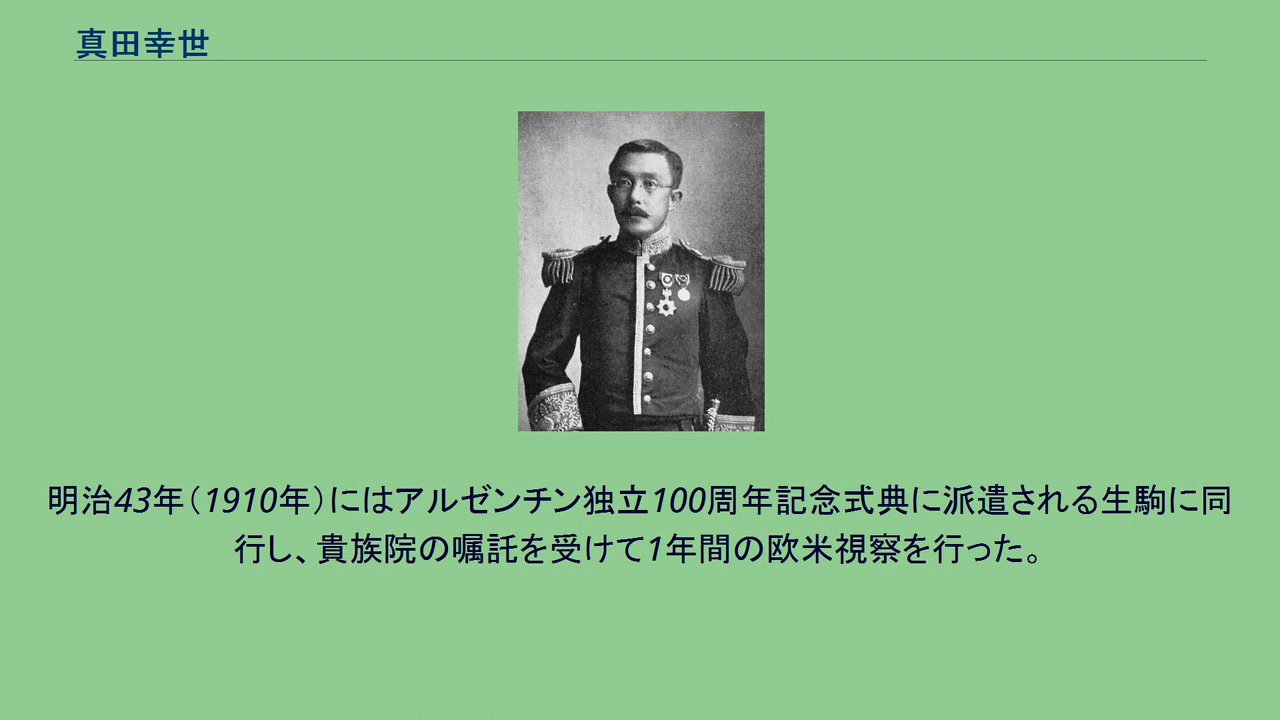 真田幸世
明治43年（1910年）にはアルゼンチン独立100周年記念式典に派遣される生駒に同
行し、貴族院の嘱託を受けて1年間の欧米視察を行った。